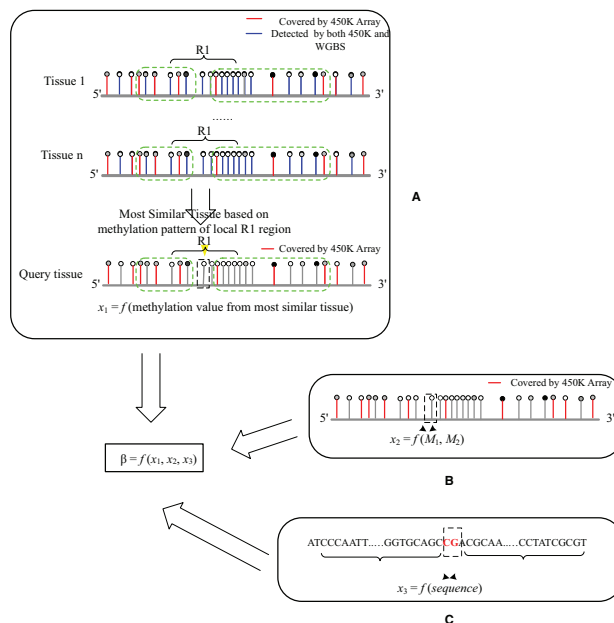 R1
Covered by 450K Array
Detected by both 450K and
WGBS
Tissue 1
5'
3'
......
R1
Tissue n
5'
3'
A
Most Similar Tissue based on
methylation pattern of local R1 region
R1
Covered by 450K Array
Query tissue
5'
3'
x₁ = f (methylation value from most similar tissue)
Covered by 450K Array
5'
3'
x₂ = f (M₁, M₂)
B
β = f (x₁, x₂, x₃)
ATCCCAATT.....GGTGCAGCCGACGCAA.....CCTATCGCGT
x₃ = f (sequence)
C